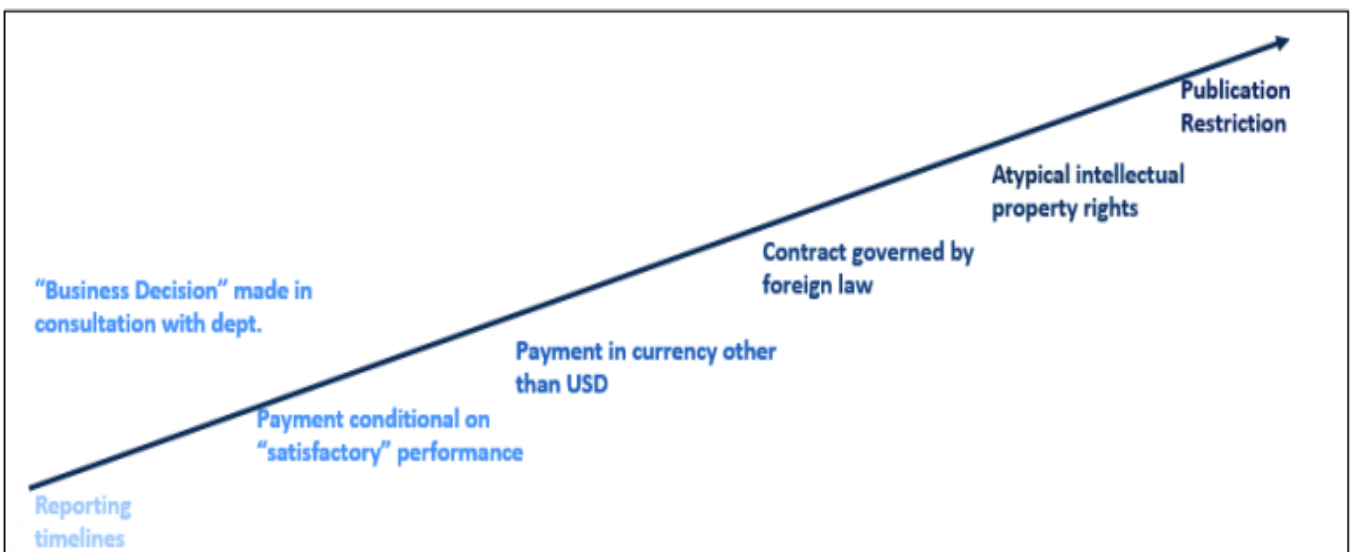 Publication
Restriction
Atypical intellectual
property rights
Contract governed by
foreign law
“Business Decision” made in
consultation with dept.
Payment in currency other
than USD
Payment conditional on
“satisfactory” performance
Reporting
timelines